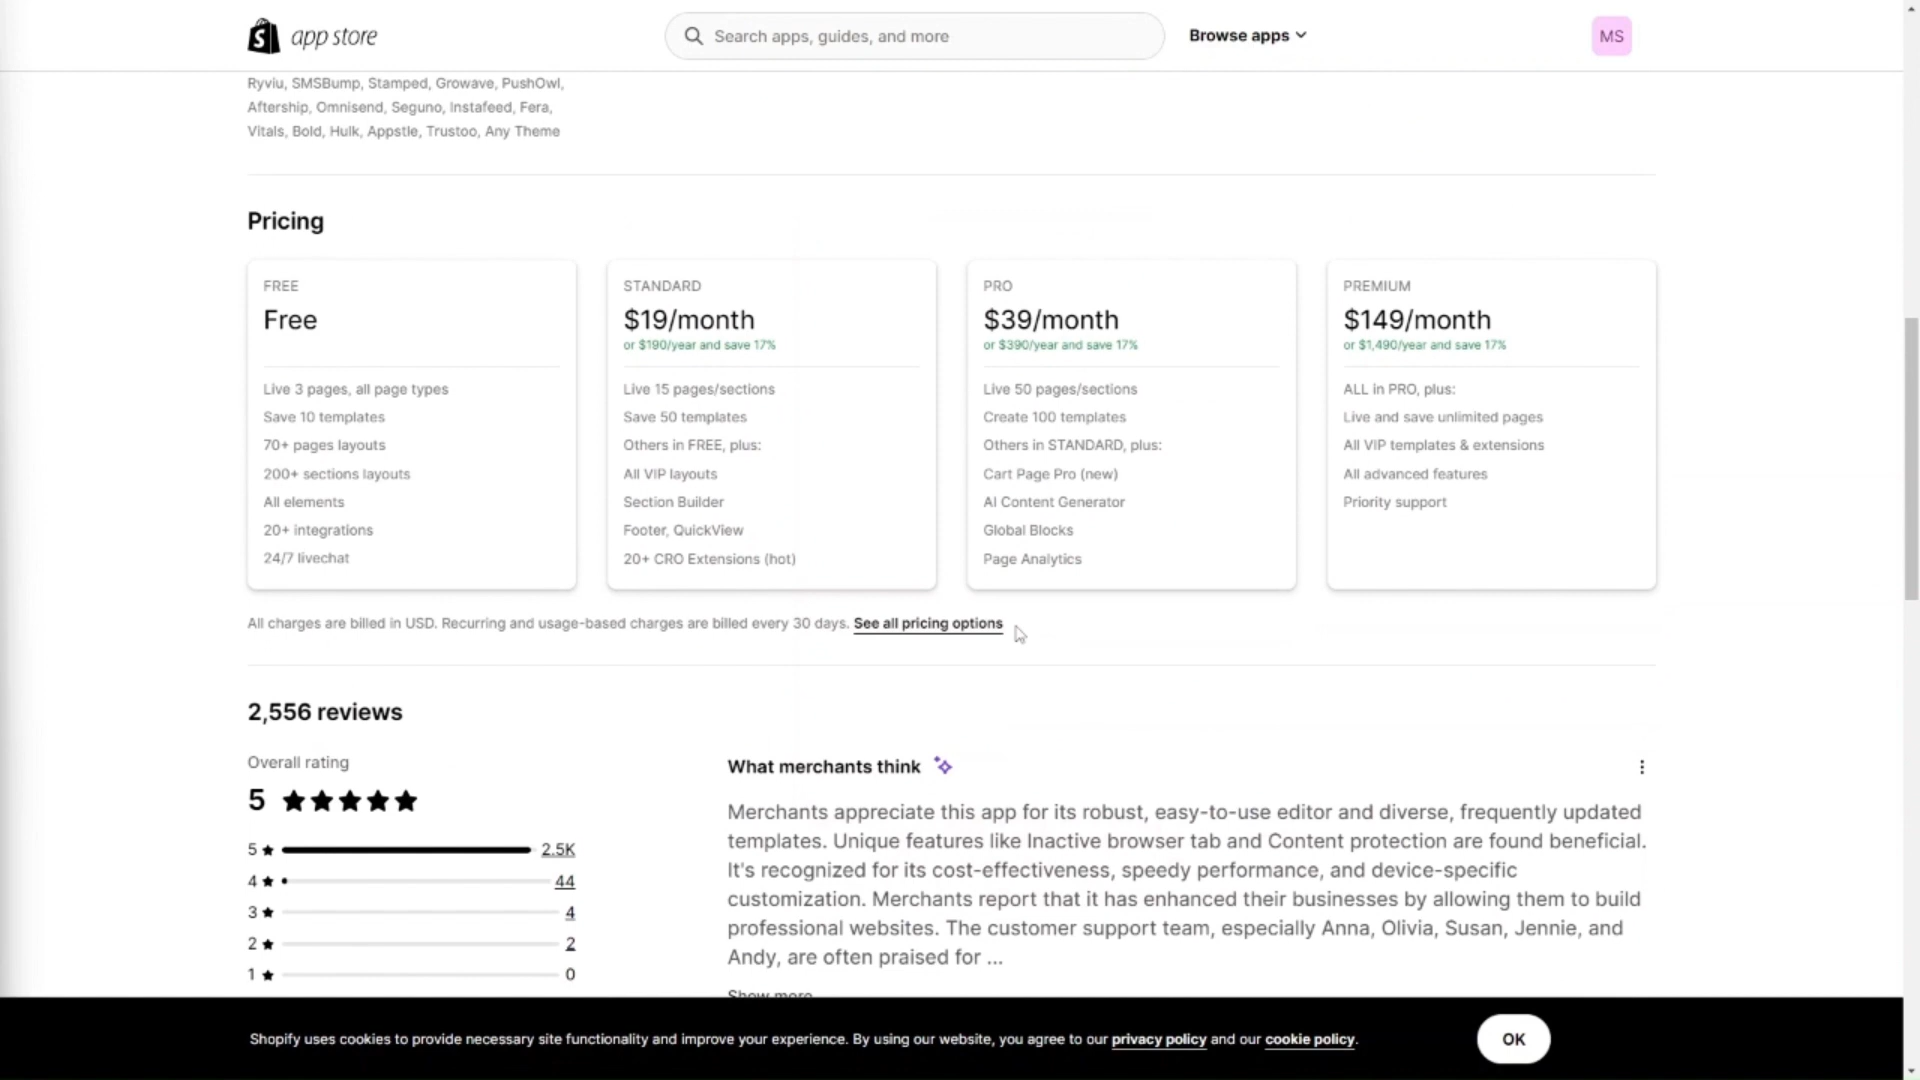 app store
Search apps, guides, and more
Browse apps
MS
Ryviu, SMSBump, Stamped, Growave, PushOwl,
Aftership, Omnisend, Seguno, Instafeed, Fera,
Vitals, Bold, Hulk, Appstle, Trustoo, Any Theme
Pricing
FREE
Free
Live 3 pages, all page types
Save 10 templates
70+ pages layouts
200+ sections layouts
All elements
20+ integrations
24/7 livechat
STANDARD
$19/month
or $190/year and save 17%
Live 15 pages/sections
Save 50 templates
Others in FREE, plus:
All VIP layouts
Section Builder
Footer, QuickView
20+ CRO Extensions (hot)
PRO
$39/month
or $390/year and save 17%
Live 50 pages/sections
Create 100 templates
Others in STANDARD, plus:
Cart Page Pro (new)
AI Content Generator
Global Blocks
Page Analytics
PREMIUM
$149/month
or $1,490/year and save 17%
ALL in PRO, plus:
Live and save unlimited pages
All VIP templates & extensions
All advanced features
Priority support
All charges are billed in USD. Recurring and usage-based charges are billed every 30 days. See all pricing options
2,556 reviews
Overall rating
5
5 2.5K
4 44
3 4
2 2
1 0
What merchants think
Merchants appreciate this app for its robust, easy-to-use editor and diverse, frequently updated
templates. Unique features like Inactive browser tab and Content protection are found beneficial.
It's recognized for its cost-effectiveness, speedy performance, and device-specific
customization. Merchants report that it has enhanced their businesses by allowing them to build
professional websites. The customer support team, especially Anna, Olivia, Susan, Jennie, and
Andy, are often praised for ...
Show more
Shopify uses cookies to provide necessary site functionality and improve your experience. By using our website, you agree to our privacy policy and our cookie policy.
OK